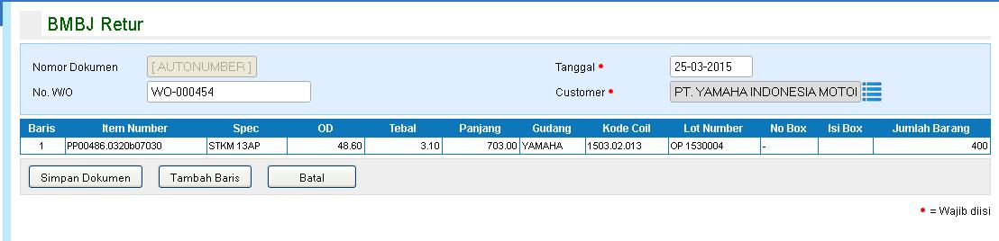 BMBJ Retur
Nomor Dokumen [ AUTONUMBER ] Tanggal • 25-03-2015
No. W/O WO-000454 Customer • PT. YAMAHA INDONESIA MOTOI
Baris Item Number Spec OD Tebal Panjang Gudang Kode Coil Lot Number No Box Isi Box Jumlah Barang
1 PP00486.0320b07030 STKM 13AP 48.60 3.10 703.00 YAMAHA 1503.02.013 OP 1530004 - 400
Simpan Dokumen Tambah Baris Batal
• = Wajib diisi